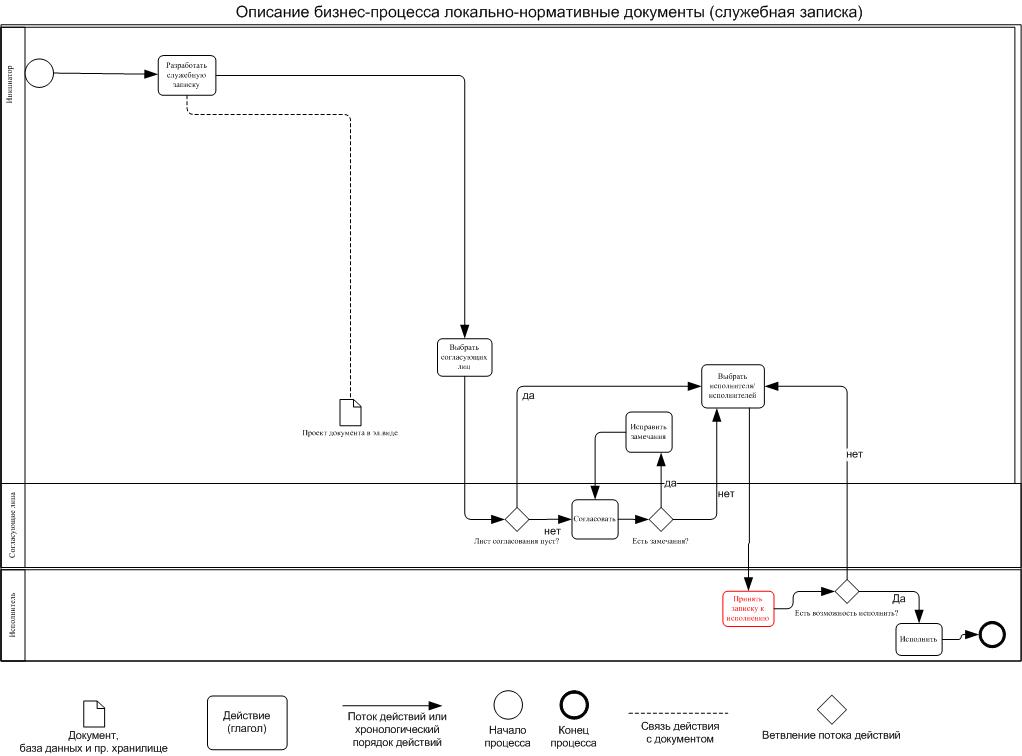 Описание бизнес-процесса локально-нормативные документы (служебная записка)
Инициатор
Разработать
служебную
записку
Выбрать
согласующих
лиц
Выбрать
исполнителя/
исполнителей
да
Исправить
замечания
Проект документа в эл.виде
нет
да
нет
Согласующие лица
Согласовать
нет
Лист согласования пуст?
Есть замечания?
Исполнитель
Принять
записку к
исполнению
Да
Есть возможность исполнить?
Исполнить
Документ,
база данных и пр. хранилище
Действие
(глагол)
Поток действий или
хронологический
порядок действий
Начало
процесса
Конец
процесса
Связь действия
с документом
Ветвление потока действий